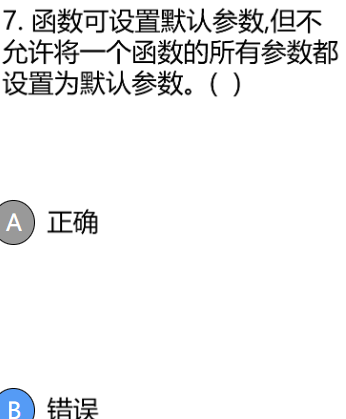 7. 函数可设置默认参数,但不
允许将一个函数的所有参数都
设置为默认参数。( )
A 正确
B 错误